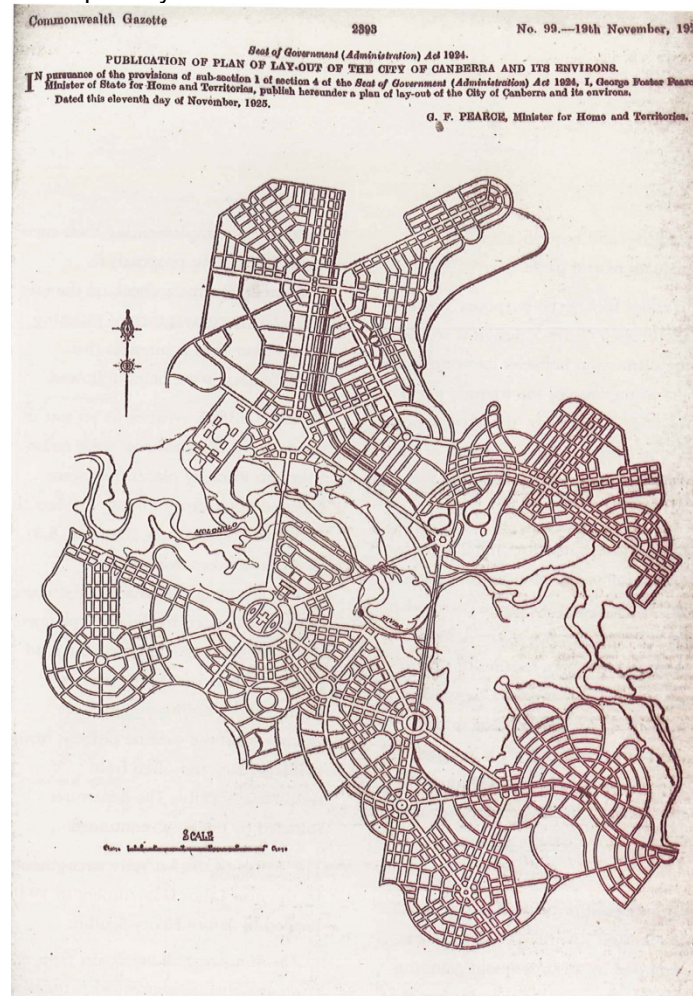 Commonwealth Gazette
2393
No. 99.—19th November, 192
Seat of Government (Administration) Act 1924.
PUBLICATION OF PLAN OF LAY-OUT OF THE CITY OF CANBERRA AND ITS ENVIRONS.
IN pursuance of the provisions of sub-section 1 of section 4 of the Seat of Government (Administration) Act 1924, I, George Foster Pearce
Minister of State for Home and Territories, publish hereunder a plan of lay-out of the City of Canberra and its environs.
Dated this eleventh day of November, 1925.
G. F. PEARCE, Minister for Home and Territories.
MOLONGLO
RIVER
SCALE